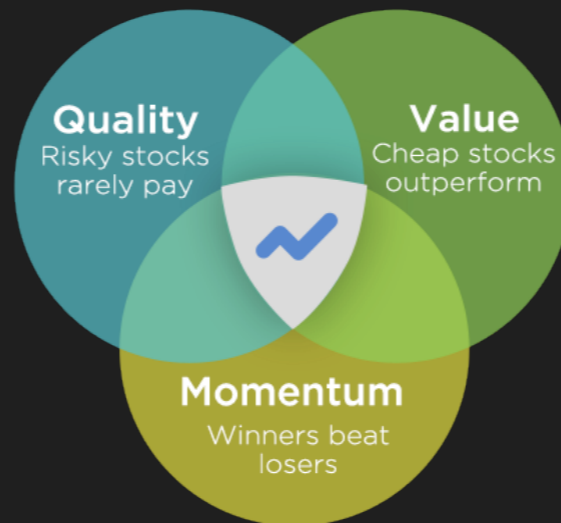 Quality
Risky stocks
rarely pay
Value
Cheap stocks
outperform
Momentum
Winners beat
losers